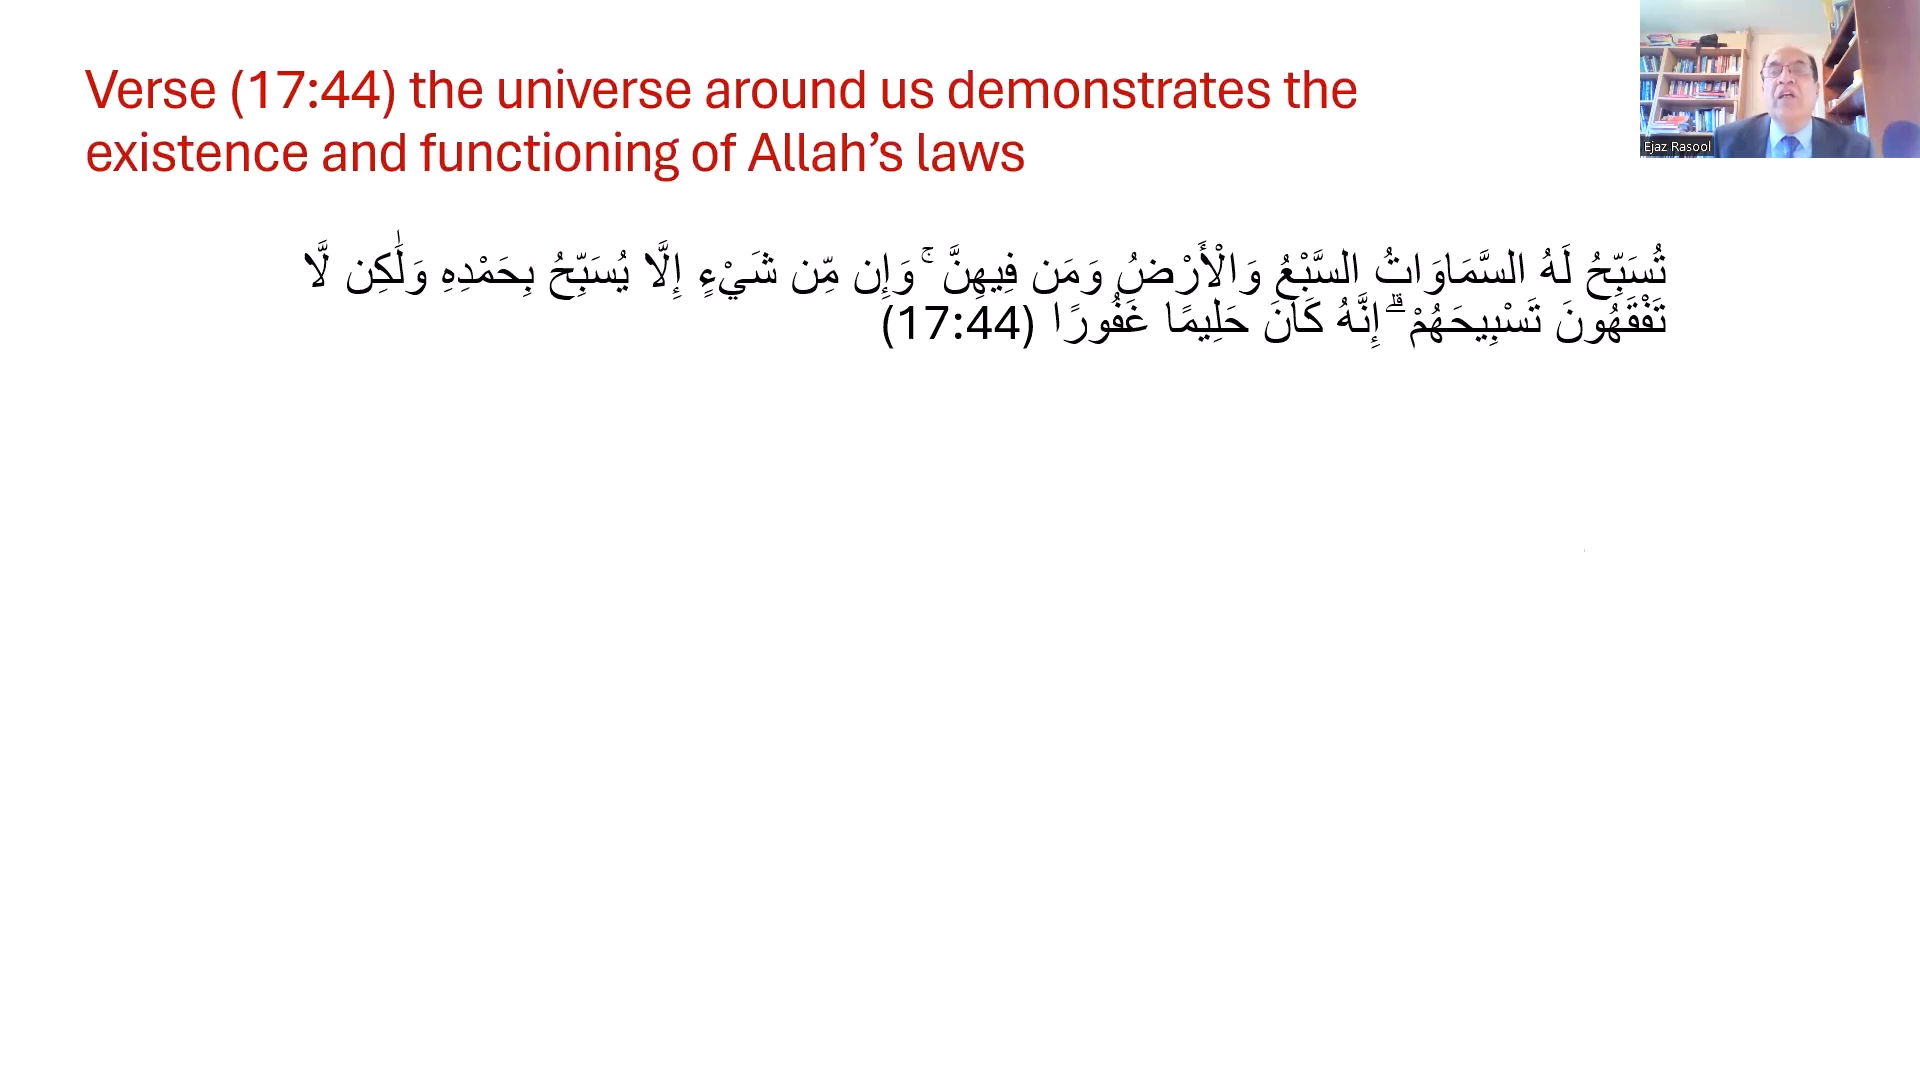 Verse (17:44) the universe around us demonstrates the
existence and functioning of Allah’s laws
Ejaz Rasool
تُسَبِّحُ لَهُ السَّمَاوَاتُ السَّبْعُ وَالْأَرْضُ وَمَن فِيهِنَّ ۚ وَإِن مِّن شَيْءٍ إِلَّا يُسَبِّحُ بِحَمْدِهِ وَلَٰكِن لَّا
تَفْقَهُونَ تَسْبِيحَهُمْ ۗ إِنَّهُ كَانَ حَلِيمًا غَفُورًا (17:44)